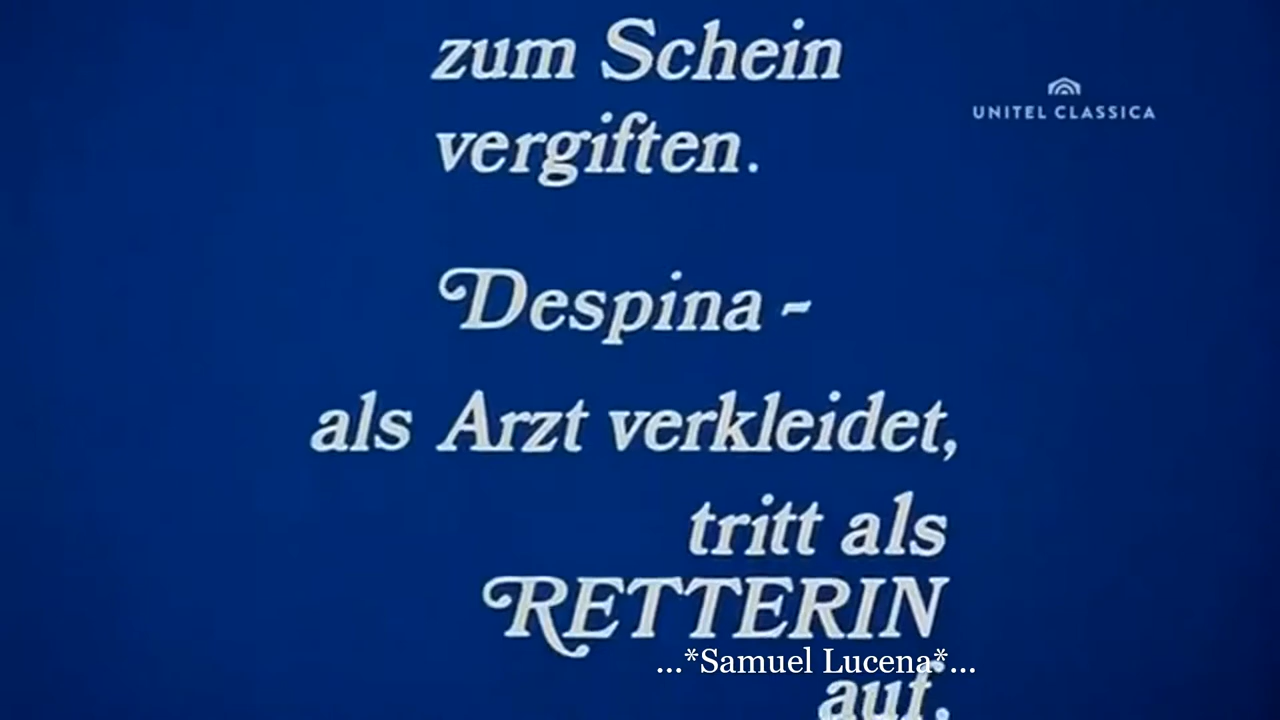 zum Schein
UNITEL CLASSICA
vergiften.
Despina -
als Arzt verkleidet,
tritt als
RETTERIN
...*Samuel Lucena*...
auf.